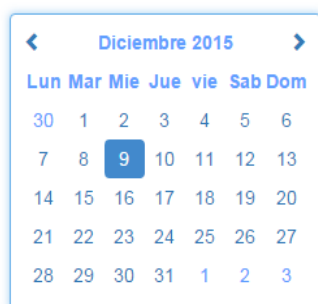 Diciembre 2015
Lun Mar Mie Jue vie Sab Dom
30 1 2 3 4 5 6
7 8 9 10 11 12 13
14 15 16 17 18 19 20
21 22 23 24 25 26 27
28 29 30 31 1 2 3